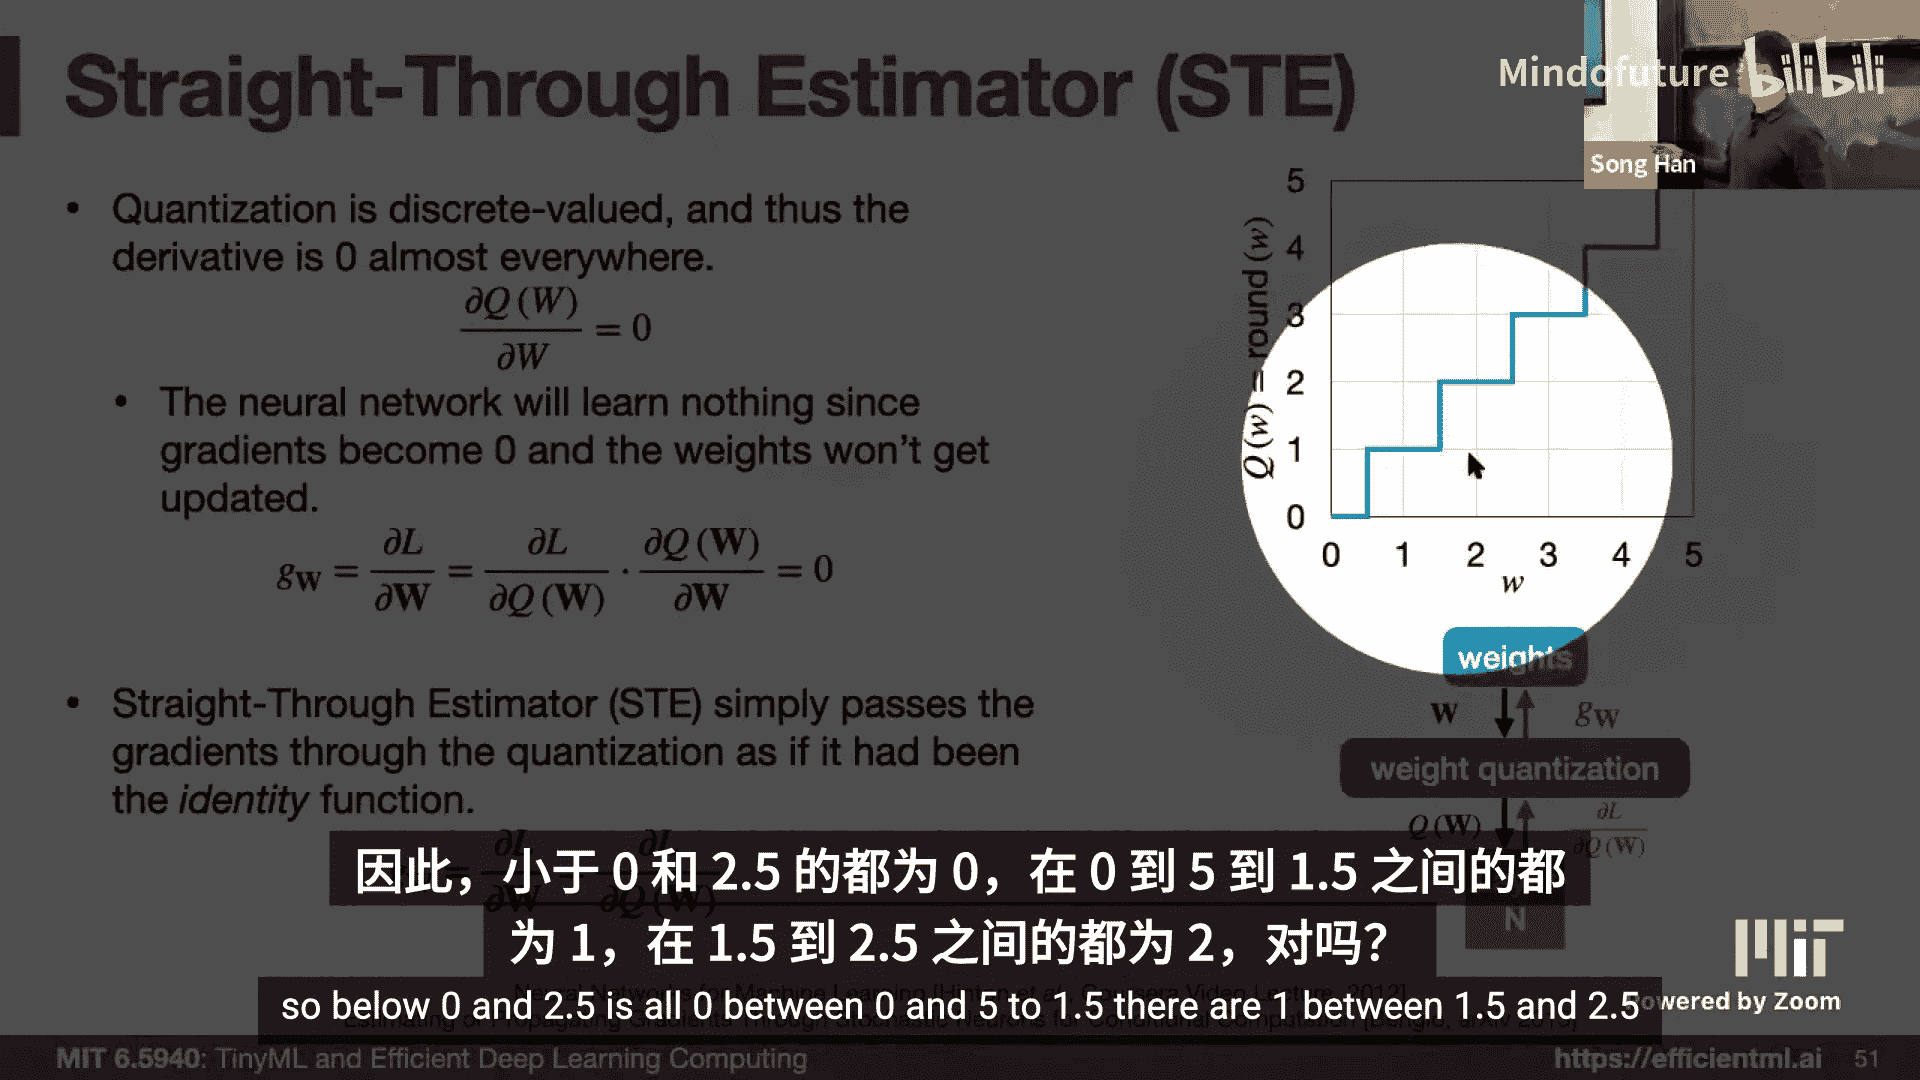 Straight-Through Estimator (STE)
Mindofuture bilibili
Song Han
• Quantization is discrete-valued, and thus the
derivative is 0 almost everywhere.
∂Q (W)
= 0
∂W
• The neural network will learn nothing since
gradients become 0 and the weights won't get
updated.
g_W = ∂L/∂W = ∂L/∂Q (W) · ∂Q (W)/∂W = 0
• Straight-Through Estimator (STE) simply passes the
gradients through the quantization as if it had been
the identity function.
Q (w) = round (w)
5
4
3
2
1
0
0 1 2 3 4 5
w
weights
W g_W
weight quantization
Q (W) ∂L/∂Q (W)
N
因此，小于 0 和 2.5 的都为 0，在 0 到 5 到 1.5 之间的都
为 1，在 1.5 到 2.5 之间的都为 2，对吗？
so below 0 and 2.5 is all 0 between 0 and 5 to 1.5 there are 1 between 1.5 and 2.5
MIT
Powered by Zoom
MIT 6.5940: TinyML and Efficient Deep Learning Computing
https://efficientml.ai
51